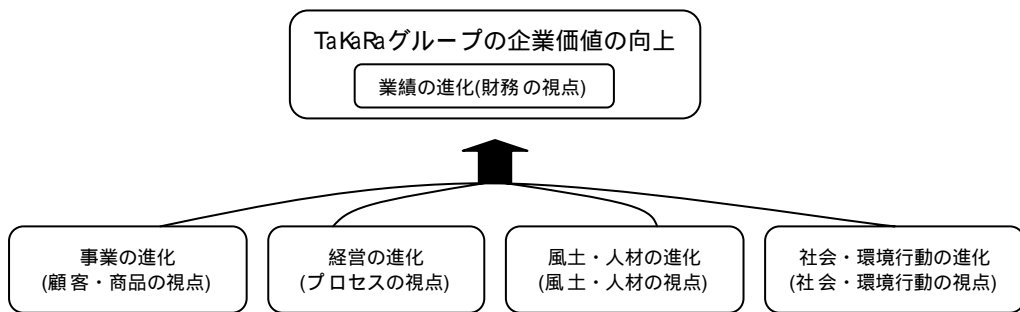 TaKaRaグループの企業価値の向上
業績の進化(財務の視点)
事業の進化
(顧客・商品の視点)
経営の進化
(プロセスの視点)
風土・人材の進化
(風土・人材の視点)
社会・環境行動の進化
(社会・環境行動の視点)